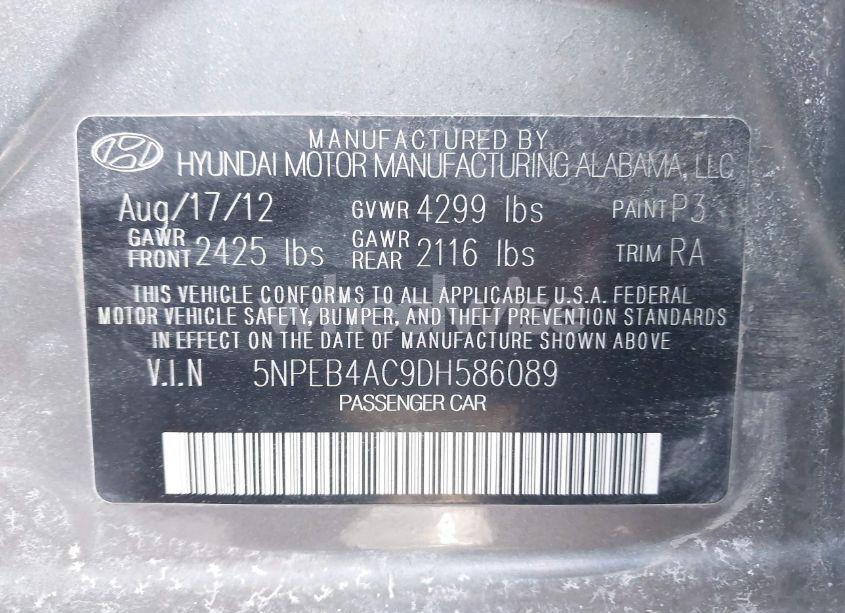 MANUFACTURED BY
HYUNDAI MOTOR MANUFACTURING ALABAMA, LLC
Aug/17/12 GVWR 4299 lbs PAINT P3
GAWR FRONT 2425 lbs GAWR REAR 2116 lbs TRIM RA
THIS VEHICLE CONFORMS TO ALL APPLICABLE U.S.A. FEDERAL
MOTOR VEHICLE SAFETY, BUMPER, AND THEFT PREVENTION STANDARDS
IN EFFECT ON THE DATE OF MANUFACTURE SHOWN ABOVE.
V.I.N 5NPEB4AC9DH586089
PASSENGER CAR